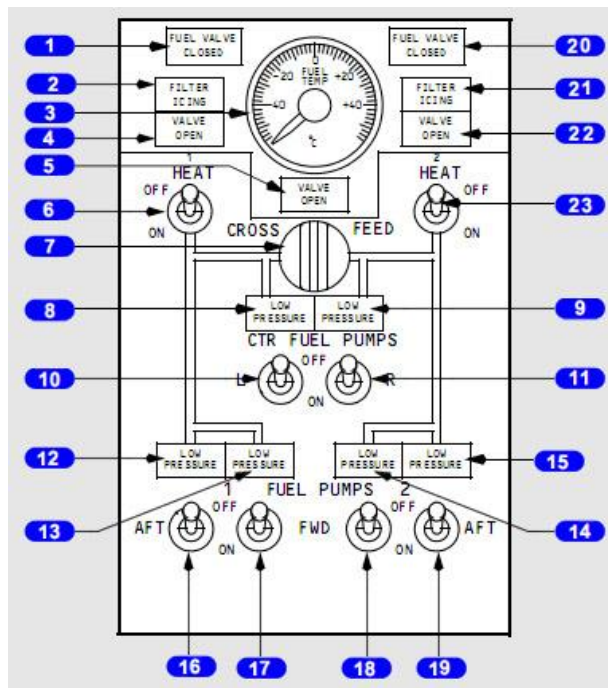 1
FUEL VALVE
CLOSED
FUEL VALVE
CLOSED
20
2
FILTER
ICING
0
-20
+20
FUEL
TEMP
40
+40
°C
FILTER
ICING
21
3
4
VALVE
OPEN
VALVE
OPEN
22
5
1
HEAT
VALVE
OPEN
2
HEAT
OFF
OFF
6
ON
ON
23
7
CROSS
FEED
8
LOW
PRESSURE
LOW
PRESSURE
9
CTR FUEL PUMPS
OFF
10
L
R
11
ON
12
LOW
PRESSURE
LOW
PRESSURE
LOW
PRESSURE
LOW
PRESSURE
15
1 FUEL PUMPS 2
13
14
OFF
OFF
AFT
FWD
AFT
ON
ON
16
17
18
19